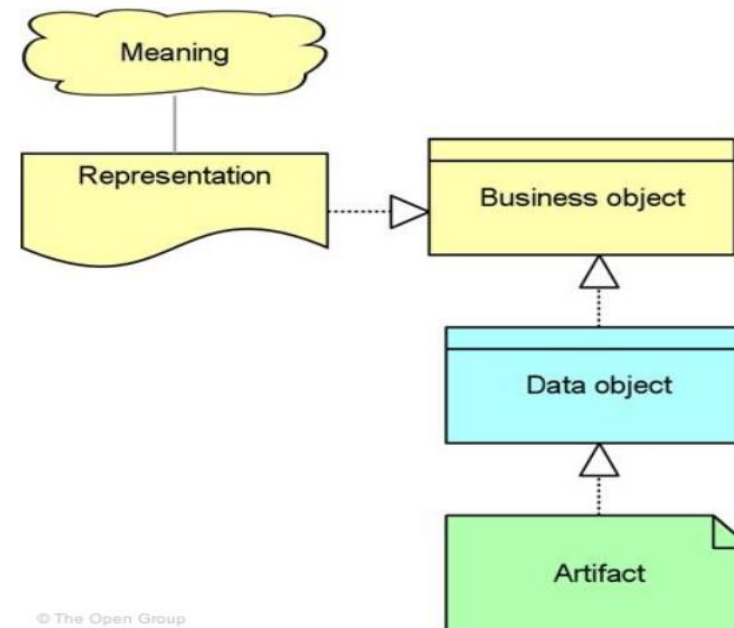 Meaning
Representation
Business object
Data object
Artifact
© The Open Group